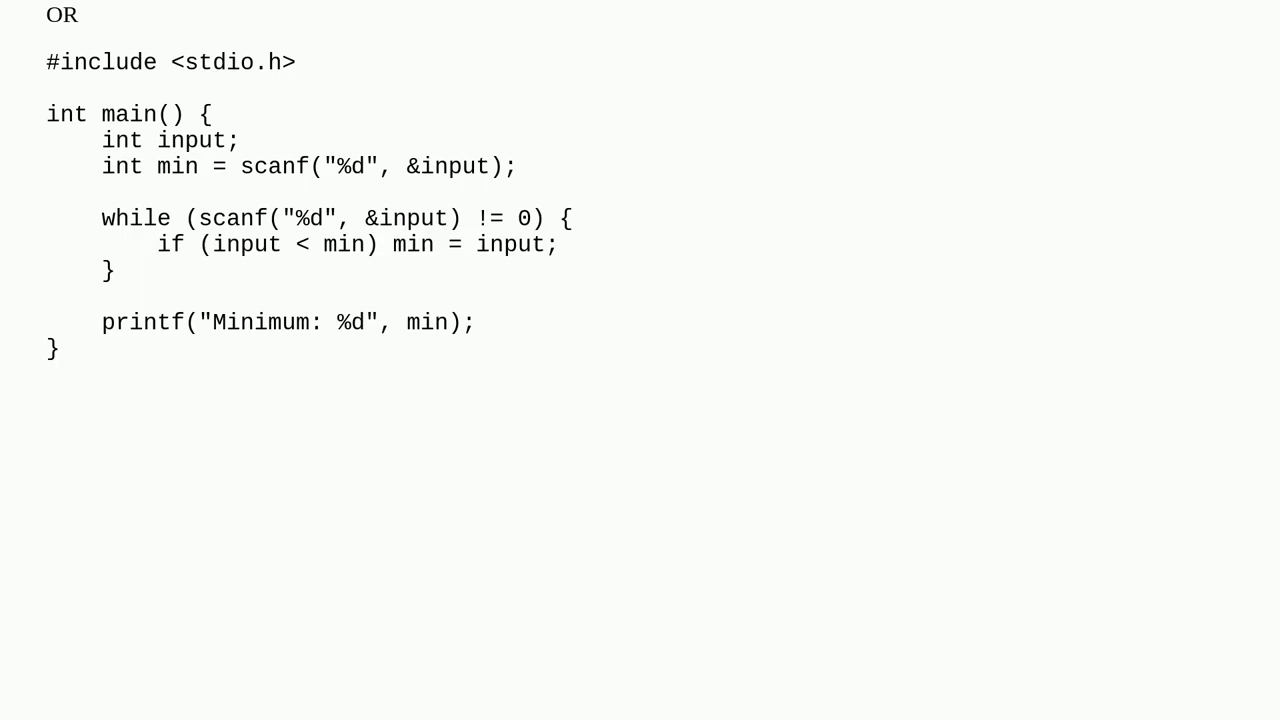 OR
#include <stdio.h>
int main() {
    int input;
    int min = scanf("%d", &input);
    while (scanf("%d", &input) != 0) {
        if (input < min) min = input;
    }
    printf("Minimum: %d", min);
}